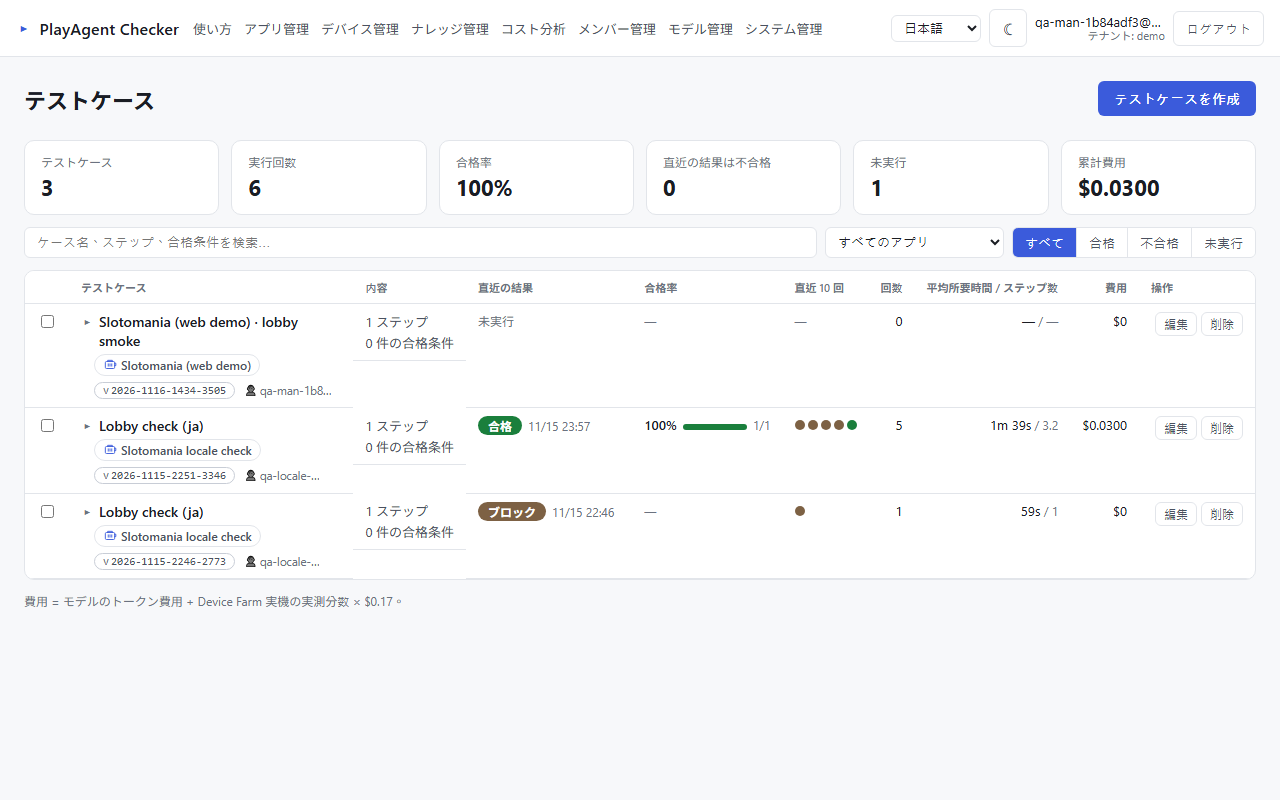 PlayAgent Checker 使い方 アプリ管理 デバイス管理 ナレッジ管理 コスト分析 メンバー管理 モデル管理 システム管理 日本語 qa-man-1b84adf3@... ログアウト
テナント: demo
テストケース テストケースを作成
テストケース 実行回数 合格率 直近の結果は不合格 未実行 累計費用
3 6 100% 0 1 $0.0300
ケース名、ステップ、合格条件を検索... すべてのアプリ すべて 合格 不合格 未実行
テストケース 内容 直近の結果 合格率 直近 10 回 回数 平均所要時間 / ステップ数 費用 操作
Slotomania (web demo) · lobby smoke 1 ステップ 未実行 — — 0 — / — $0 編集 削除
0 件の合格条件
Slotomania (web demo)
v 2026-1116-1434-3505 qa-man-1b8...
Lobby check (ja) 1 ステップ 合格 11/15 23:57 100% 1/1 5 1m 39s / 3.2 $0.0300 編集 削除
0 件の合格条件
Slotomania locale check
v 2026-1115-2251-3346 qa-locale-...
Lobby check (ja) 1 ステップ ブロック 11/15 22:46 — 1 59s / 1 $0 編集 削除
0 件の合格条件
Slotomania locale check
v 2026-1115-2246-2773 qa-locale-...
費用 = モデルのトークン費用 + Device Farm 実機の実測分数 × $0.17。